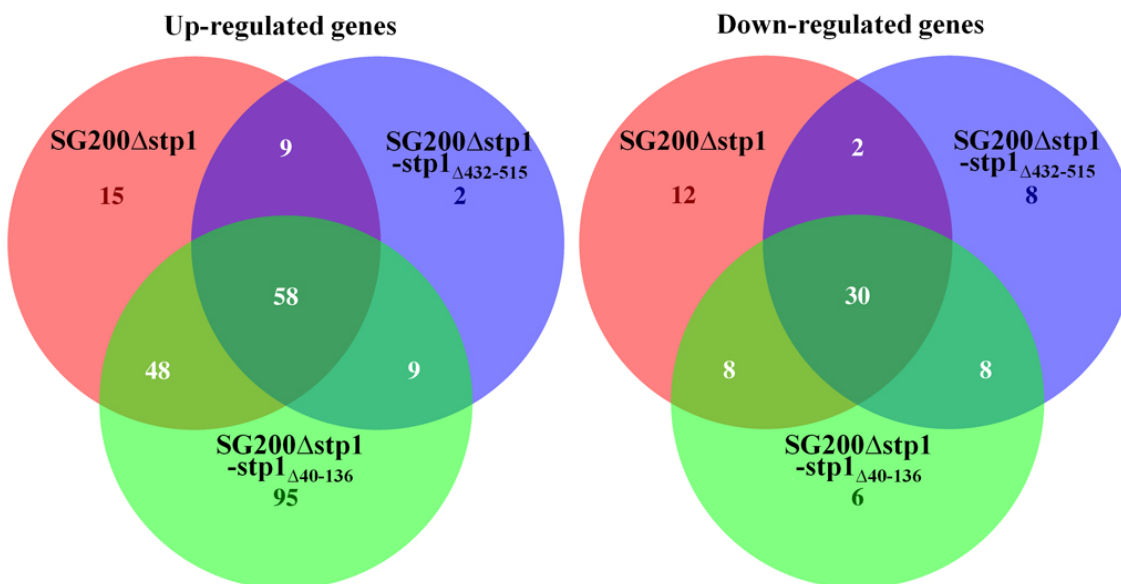 Up-regulated genes
SG200Δstp1
15
9
SG200Δstp1
-stp1Δ432-515
2
58
48
9
SG200Δstp1
-stp1Δ40-136
95
Down-regulated genes
SG200Δstp1
12
2
SG200Δstp1
-stp1Δ432-515
8
30
8
8
SG200Δstp1
-stp1Δ40-136
6